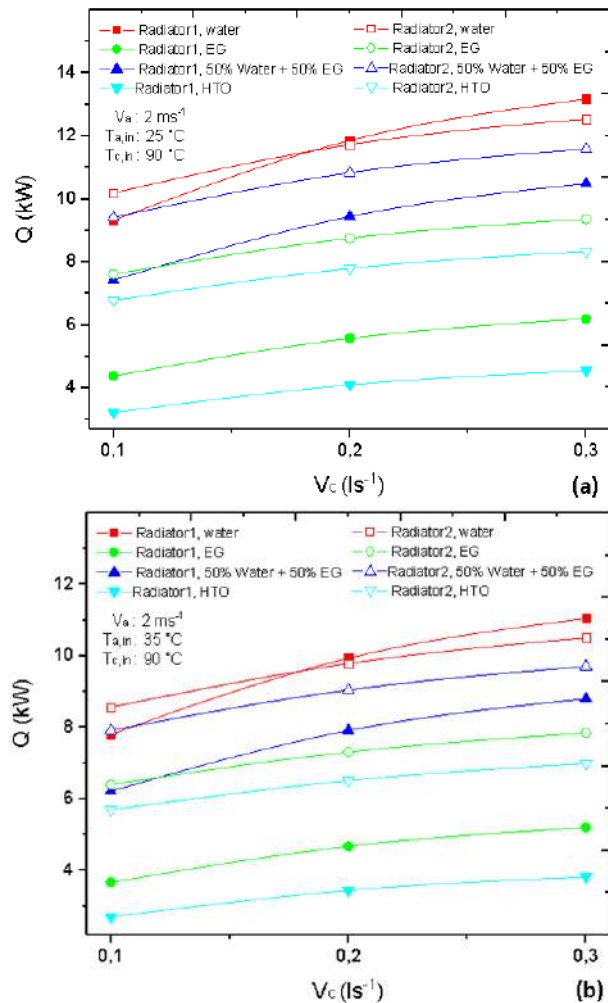 Radiator1, water Radiator2, water
Radiator1, EG Radiator2, EG
Radiator1, 50% Water + 50% EG Radiator2, 50% Water + 50% EG
Radiator1, HTO Radiator2, HTO
Va : 2 ms-1
Ta,in : 25 °C
Tc,in : 90 °C
14
12
10
8
6
4
Q (kW)
0,1 0,2 0,3
Vc (ls-1) (a)
Radiator1, water Radiator2, water
Radiator1, EG Radiator2, EG
Radiator1, 50% Water + 50% EG Radiator2, 50% Water + 50% EG
Radiator1, HTO Radiator2, HTO
Va : 2 ms-1
Ta,in : 35 °C
Tc,in : 90 °C
12
10
8
6
4
Q (kW)
0,1 0,2 0,3
Vc (ls-1) (b)